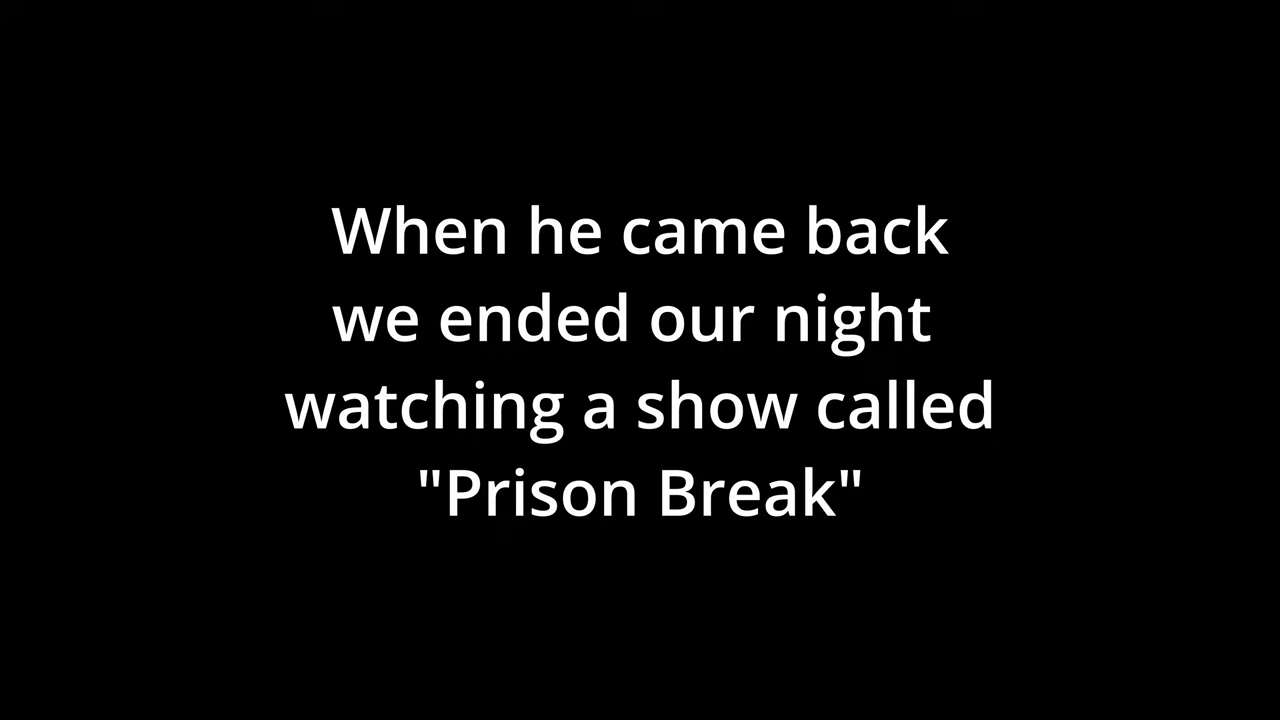 When he came back
we ended our night
watching a show called
"Prison Break"